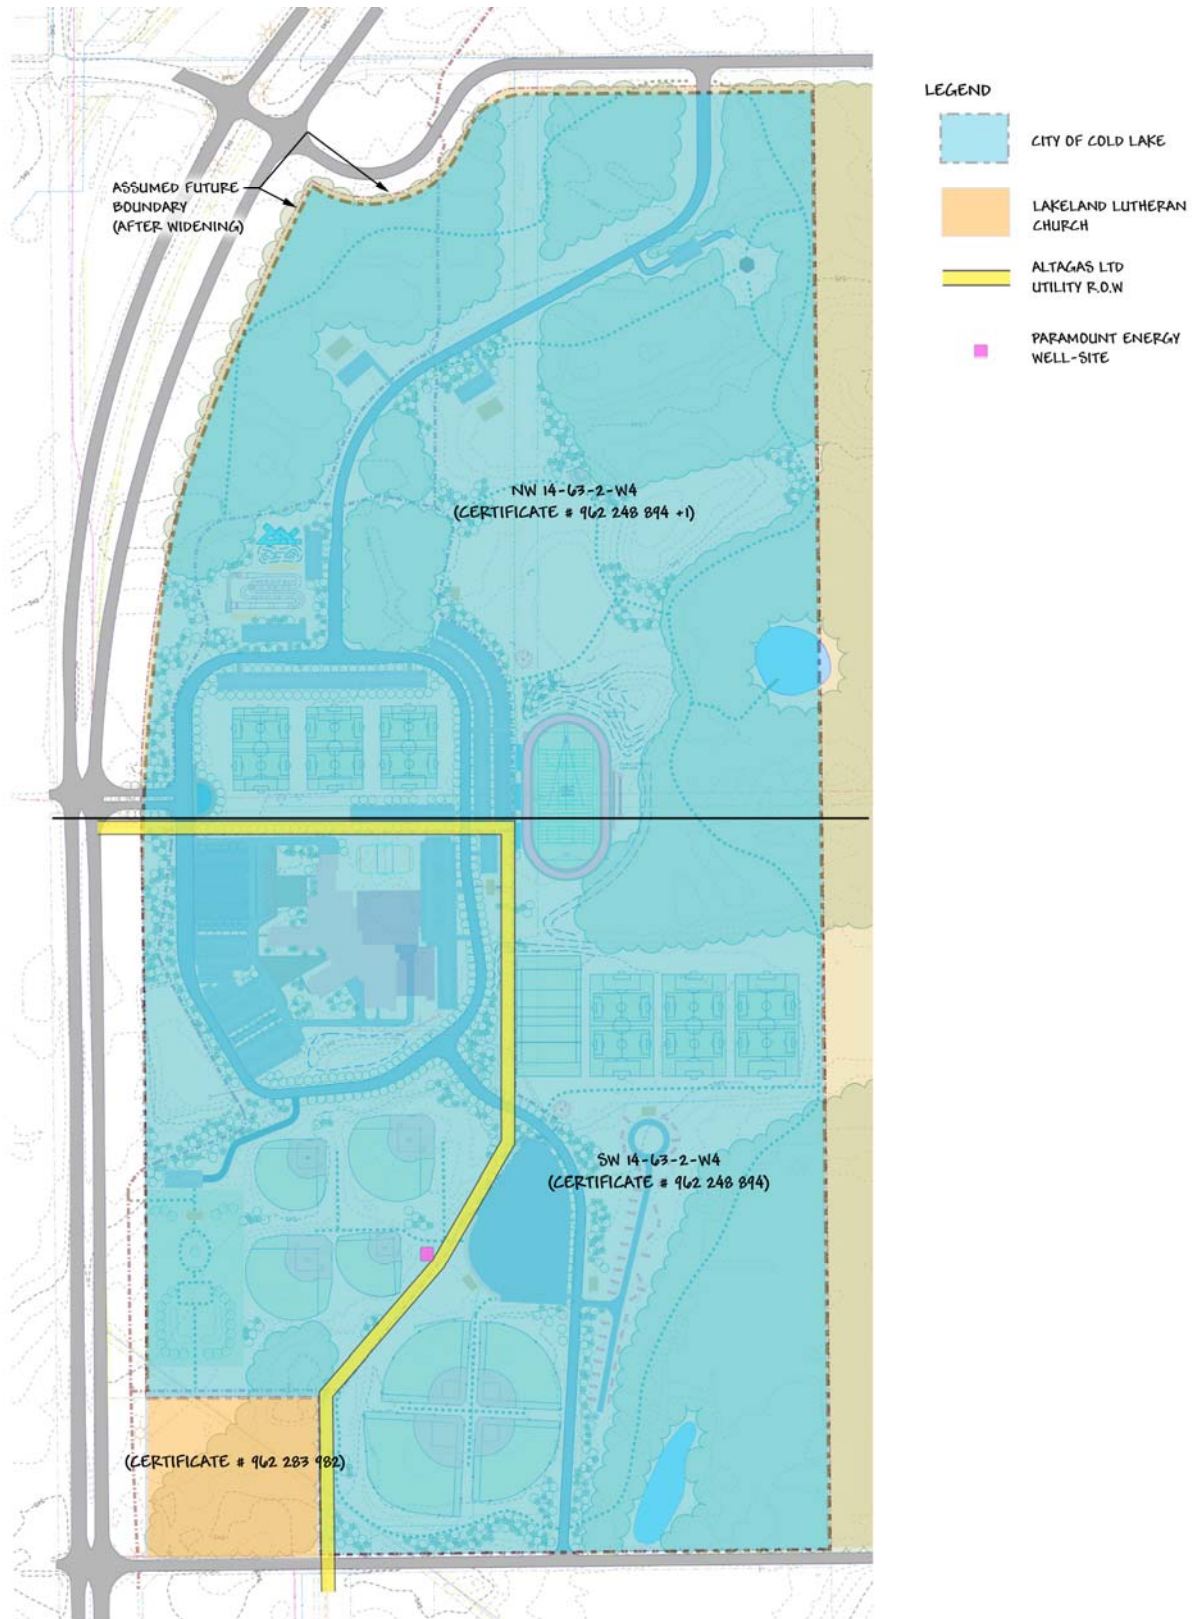 LEGEND
CITY OF COLD LAKE
LAKELAND LUTHERAN
CHURCH
ALTAGAS LTD
UTILITY R.O.W
PARAMOUNT ENERGY
WELL-SITE
ASSUMED FUTURE
BOUNDARY
(AFTER WIDENING)
NW 14-63-2-W4
(CERTIFICATE # 962 248 894 +1)
SW 14-63-2-W4
(CERTIFICATE # 962 248 894)
(CERTIFICATE # 962 283 982)